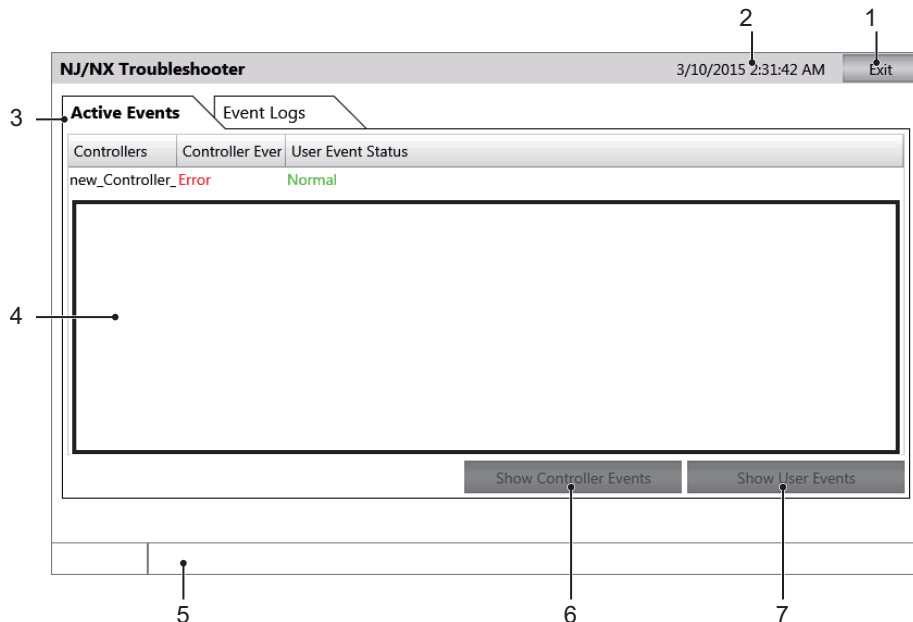 2 1
NJ/NX Troubleshooter 3/10/2015 2:31:42 AM Exit
3 Active Events Event Logs
Controllers Controller Ever User Event Status
new_Controller_ Error Normal
4
Show Controller Events Show User Events
5 6 7